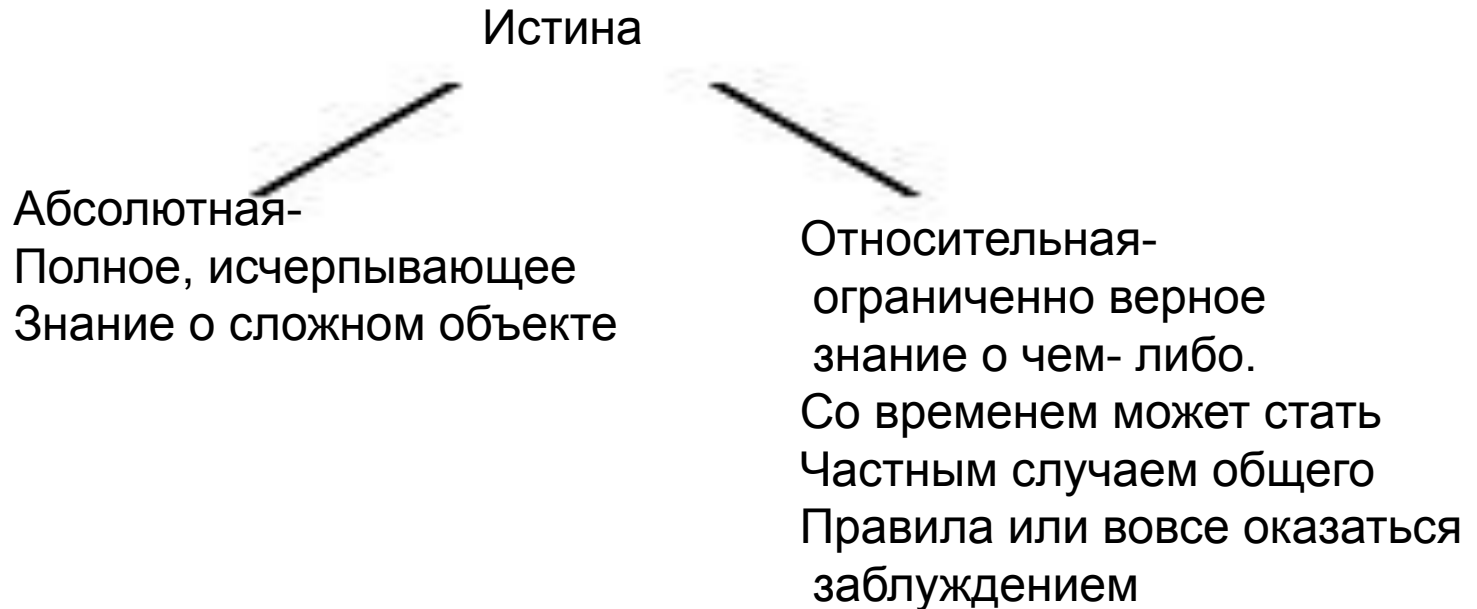 Истина
Абсолютная-
Полное, исчерпывающее
Знание о сложном объекте
Относительная-
ограниченно верное
знание о чем- либо.
Со временем может стать
Частным случаем общего
Правила или вовсе оказаться
заблуждением